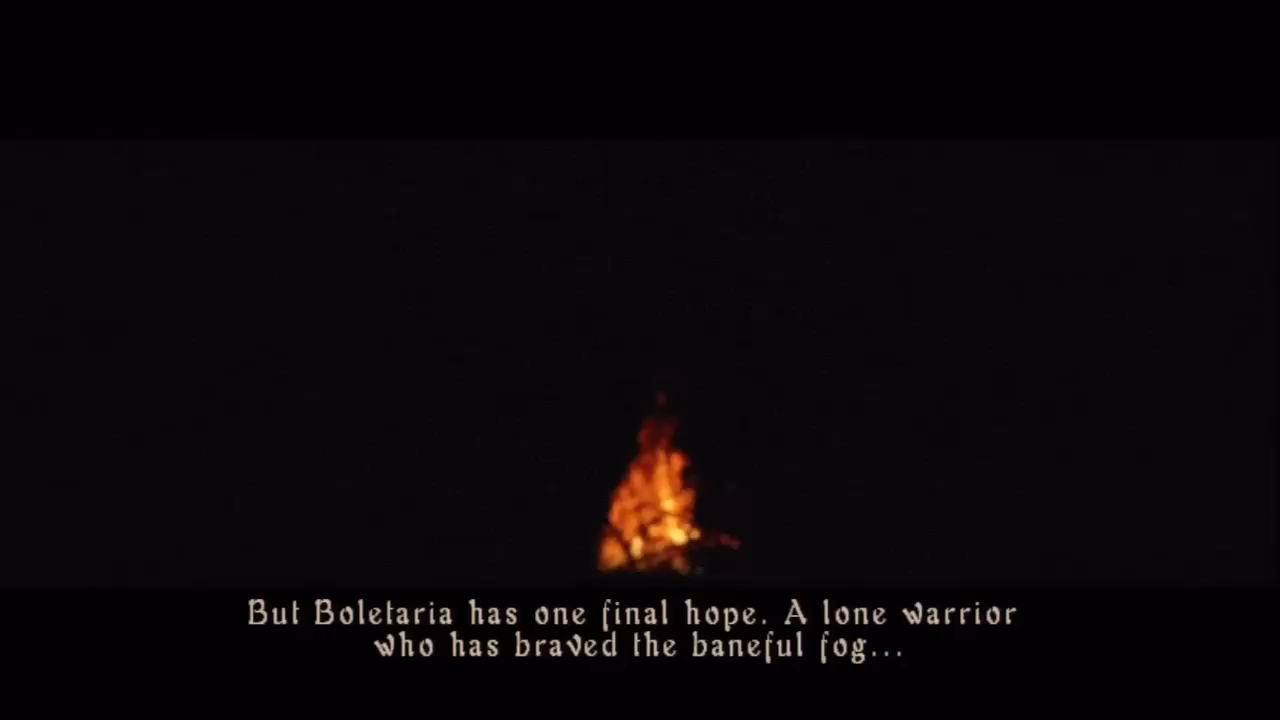 But Boletaria has one final hope. A lone warrior
who has braved the baneful fog...